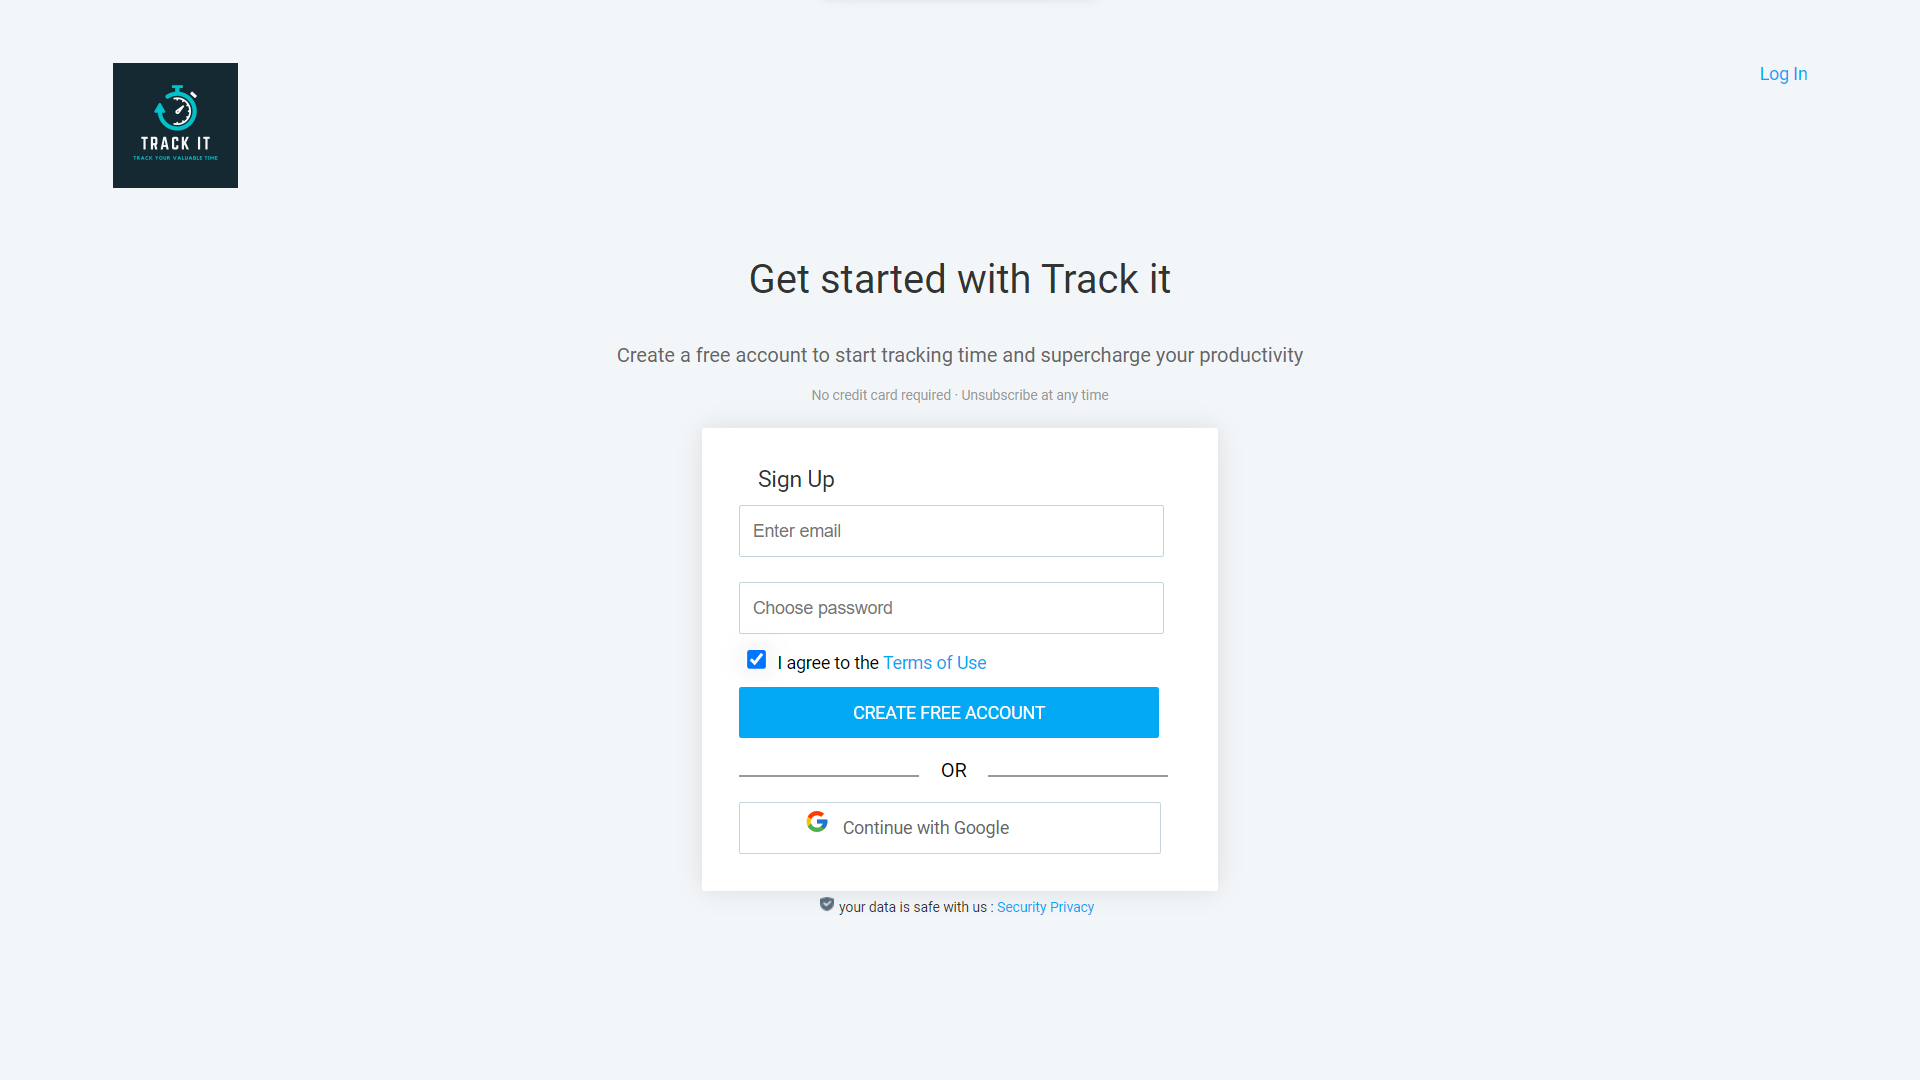 TRACK IT
TRACK YOUR VALUABLE TIME
Log In
Get started with Track it
Create a free account to start tracking time and supercharge your productivity
No credit card required · Unsubscribe at any time
Sign Up
Enter email
Choose password
I agree to the Terms of Use
CREATE FREE ACCOUNT
OR
Continue with Google
your data is safe with us : Security Privacy